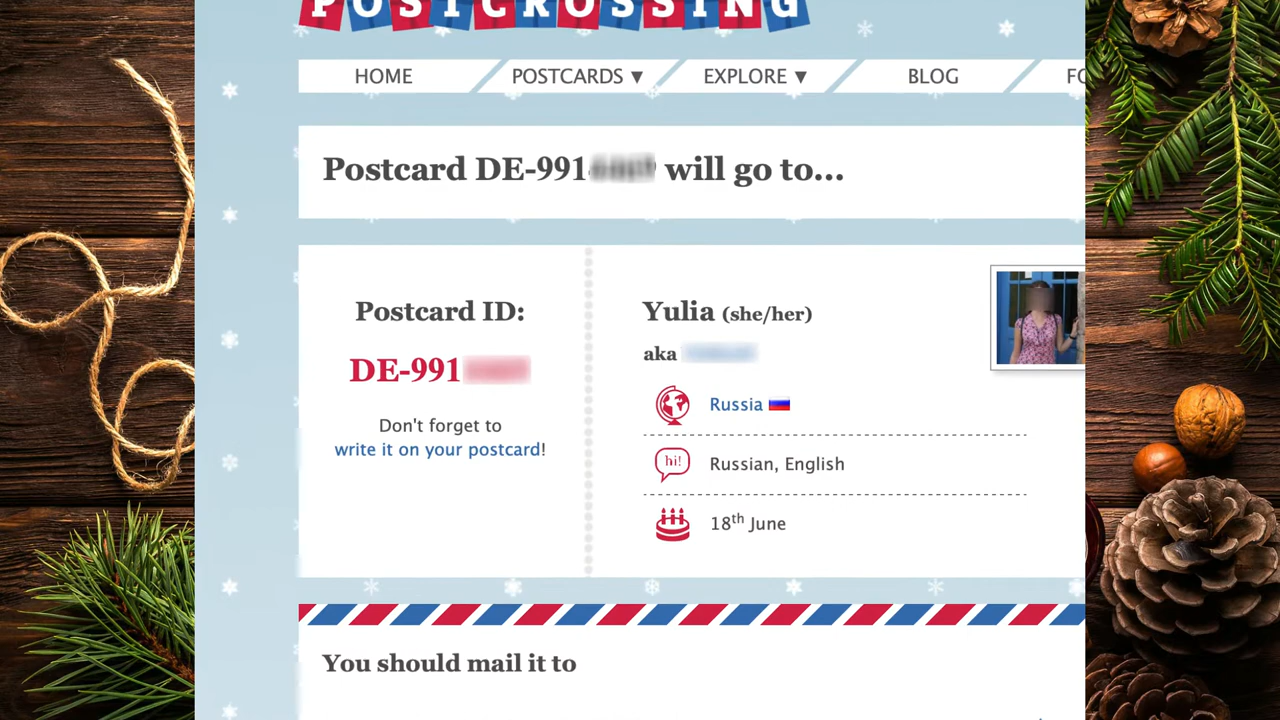 POSTCROSSING
HOME POSTCARDS ▼ EXPLORE ▼ BLOG
Postcard DE-991 will go to...
Postcard ID:
DE-991
Don't forget to
write it on your postcard!
Yulia (she/her)
aka
Russia
hi! Russian, English
18th June
You should mail it to